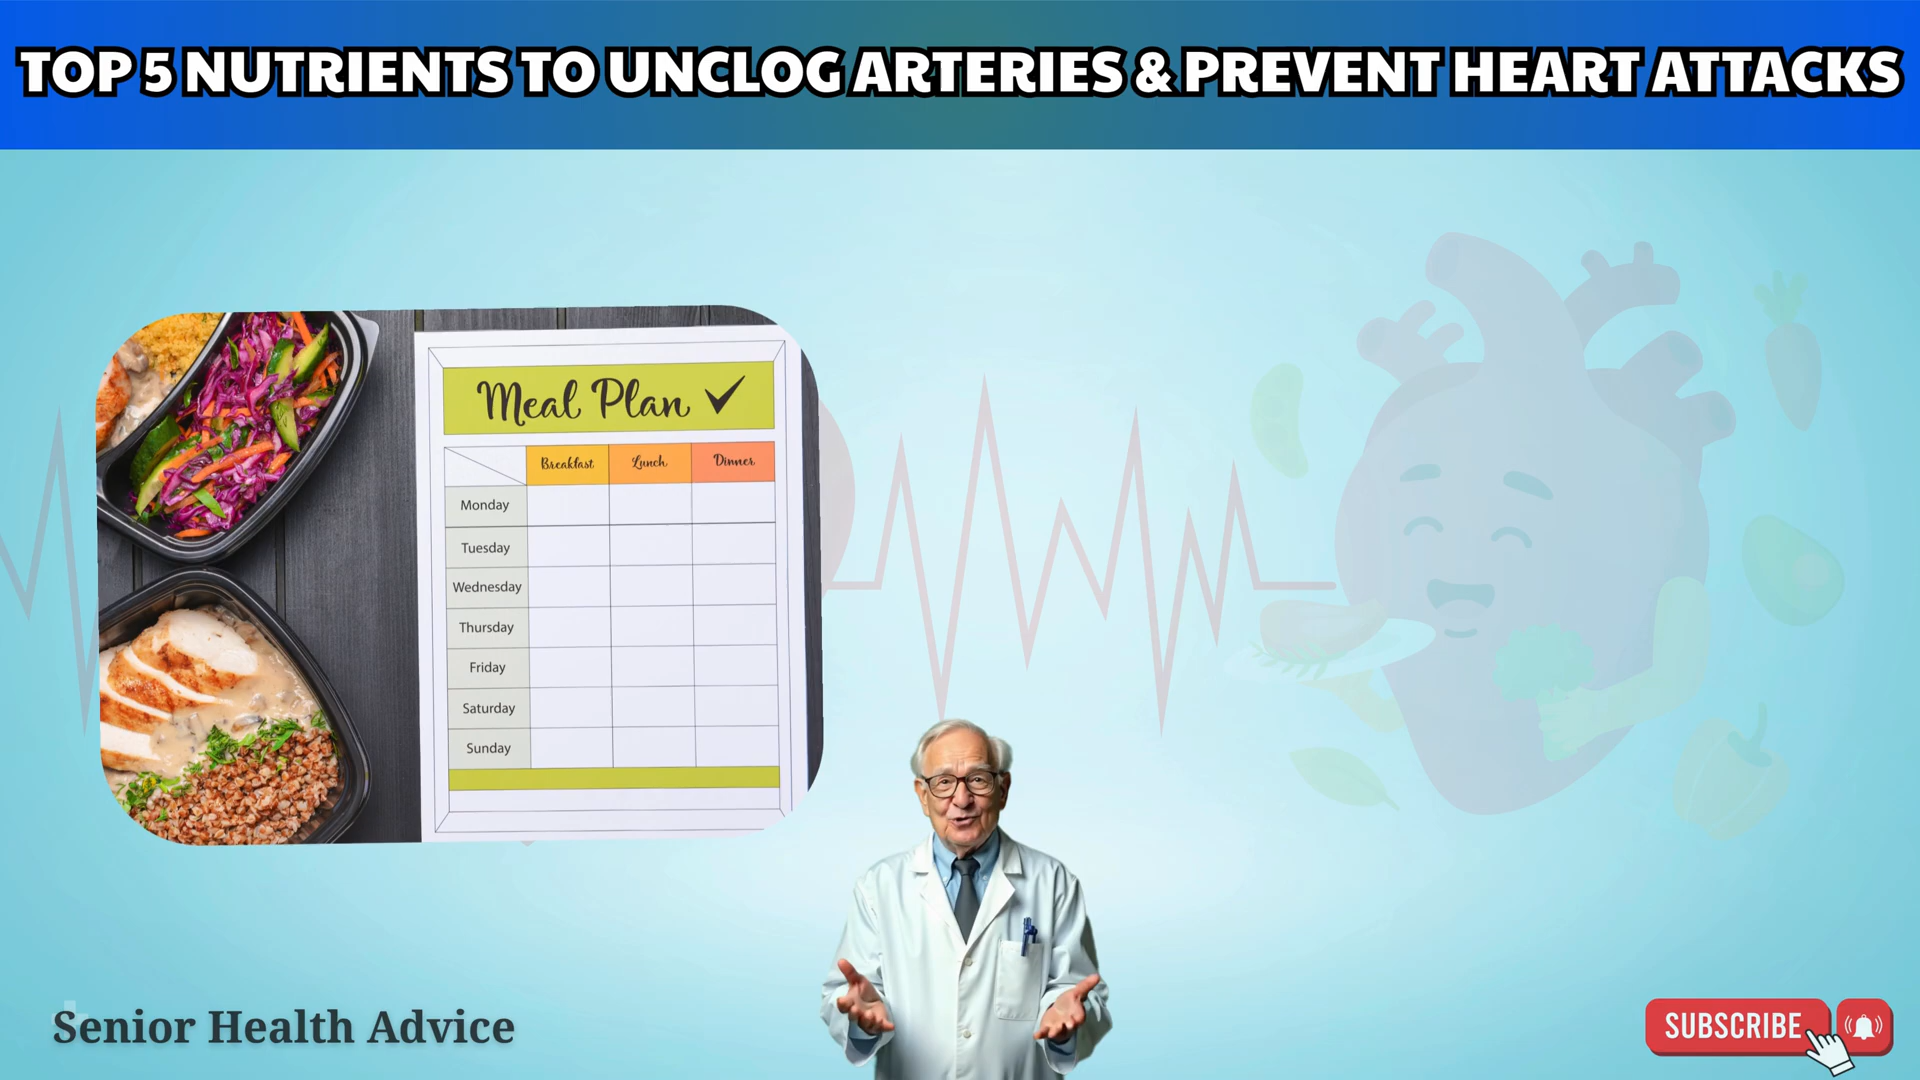 TOP 5 NUTRIENTS TO UNCLOG ARTERIES & PREVENT HEART ATTACKS
Meal Plan
Breakfast Lunch Dinner
Monday
Tuesday
Wednesday
Thursday
Friday
Saturday
Sunday
Senior Health Advice
SUBSCRIBE